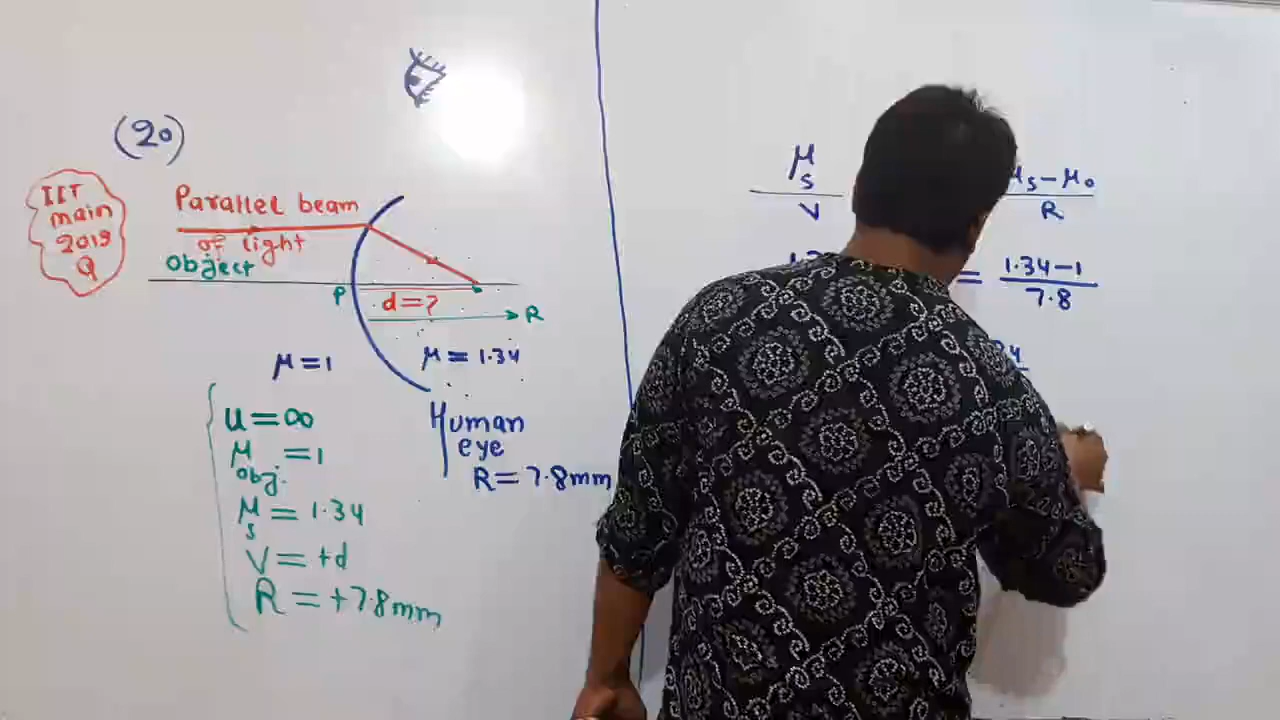 (20)
IIT
main
2019
Q
Parallel beam
of light
object
P
d=?
R
μ=1
μ=1.34
Human
eye
R=7.8mm
u=∞
μobj.=1
μs=1.34
V=+d
R=+7.8mm
μs/V
μs-μo/R
= 1.34-1/7.8